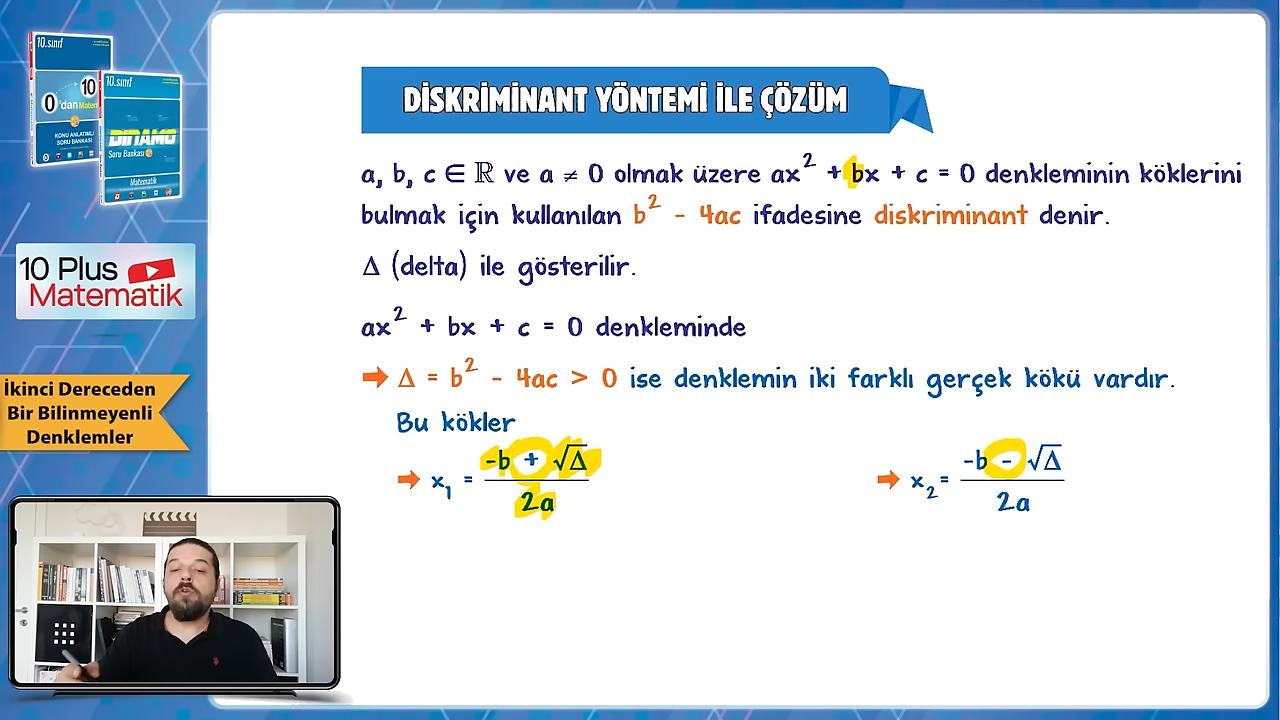 DİSKRİMİNANT YÖNTEMİ İLE ÇÖZÜM
a, b, c ∈ ℝ ve a ≠ 0 olmak üzere ax² + bx + c = 0 denkleminin köklerini
bulmak için kullanılan b² - 4ac ifadesine diskriminant denir.
Δ (delta) ile gösterilir.
ax² + bx + c = 0 denkleminde
➡ Δ = b² - 4ac > 0 ise denklemin iki farklı gerçek kökü vardır.
Bu kökler
➡ x₁ = (-b + √Δ) / 2a
➡ x₂ = (-b - √Δ) / 2a
10.sınıf
0'dan 10
KONU ANLATIMLI
SORU BANKASI
10.sınıf
DİNAMO
Soru Bankası
Matematik
10 Plus
Matematik
İkinci Dereceden
Bir Bilinmeyenli
Denklemler